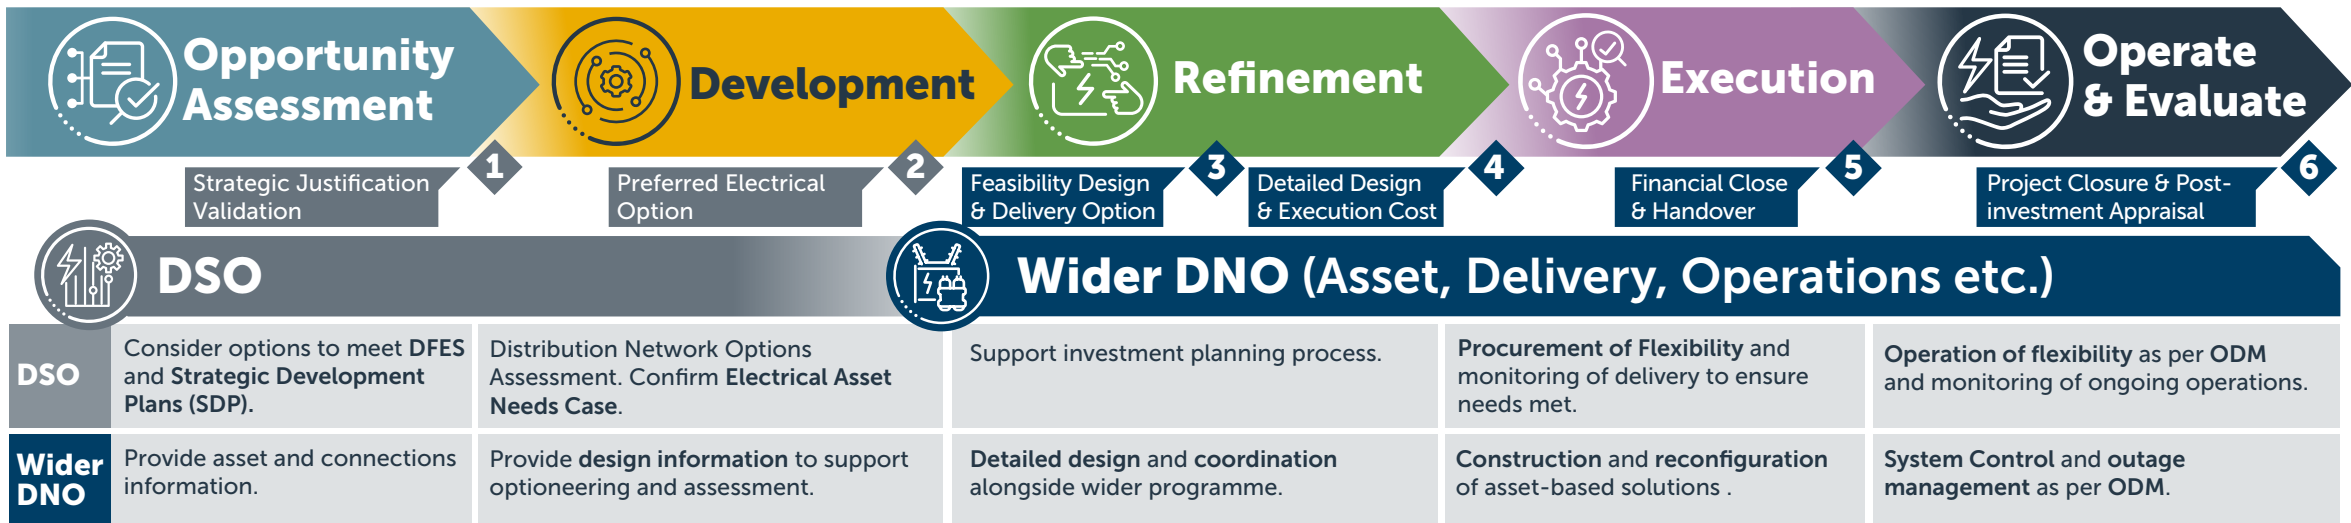 Opportunity
Assessment
Development
Refinement
Execution
Operate
& Evaluate
Strategic Justification
Validation
1
Preferred Electrical
Option
2
Feasibility Design
& Delivery Option
3
Detailed Design
& Execution Cost
4
Financial Close
& Handover
5
Project Closure & Post-
investment Appraisal
6
DSO
Wider DNO (Asset, Delivery, Operations etc.)
DSO
Consider options to meet DFES
and Strategic Development
Plans (SDP).
Distribution Network Options
Assessment. Confirm Electrical Asset
Needs Case.
Support investment planning process.
Procurement of Flexibility and
monitoring of delivery to ensure
needs met.
Operation of flexibility as per ODM
and monitoring of ongoing operations.
Wider
DNO
Provide asset and connections
information.
Provide design information to support
optioneering and assessment.
Detailed design and coordination
alongside wider programme.
Construction and reconfiguration
of asset-based solutions .
System Control and outage
management as per ODM.